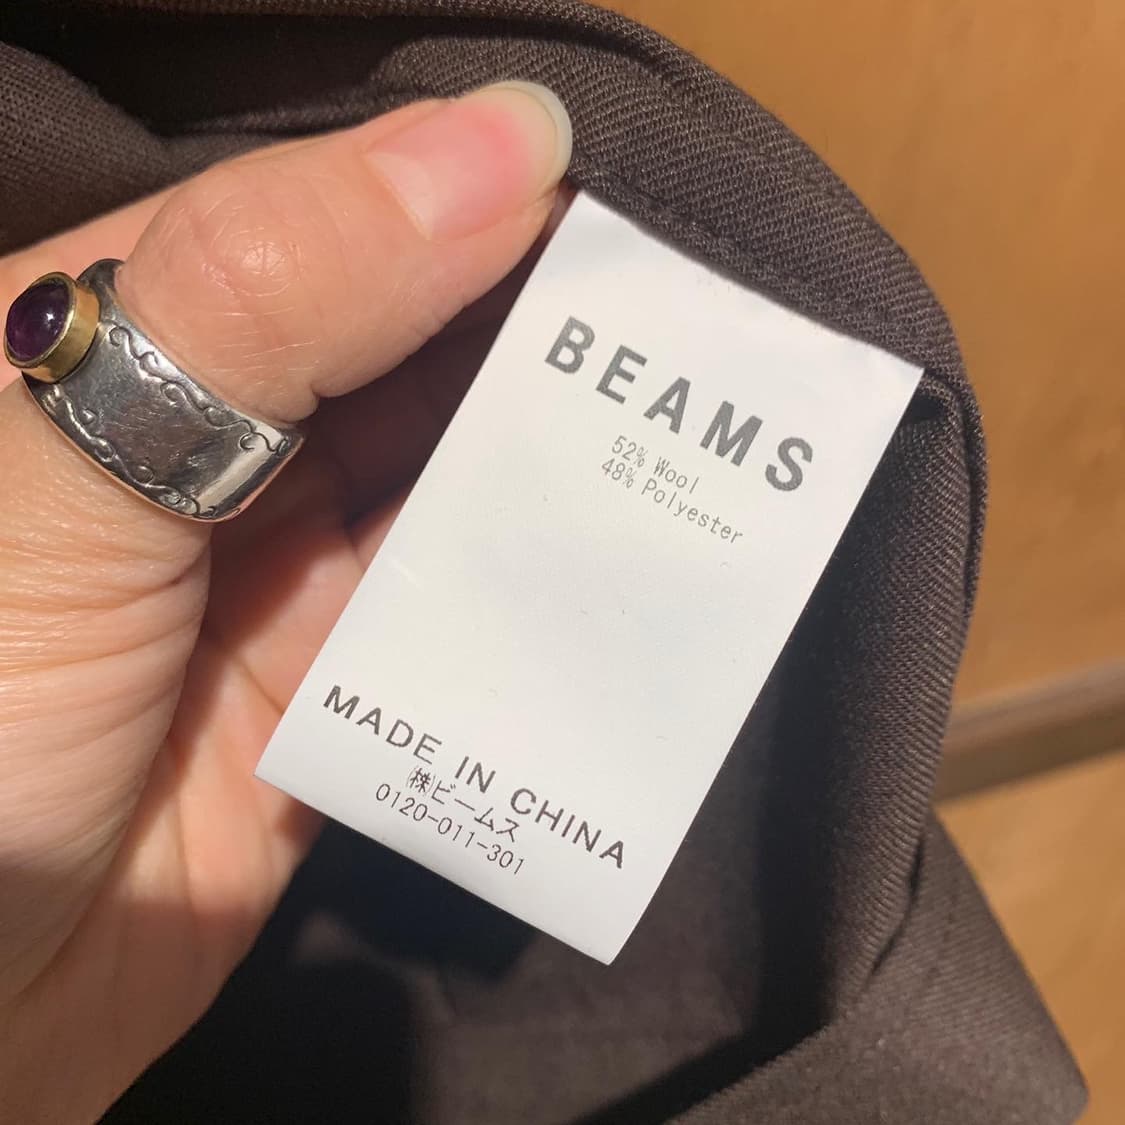 BEAMS
52% Wool
48% Polyester
MADE IN CHINA
㈱ビームス
0120-011-301